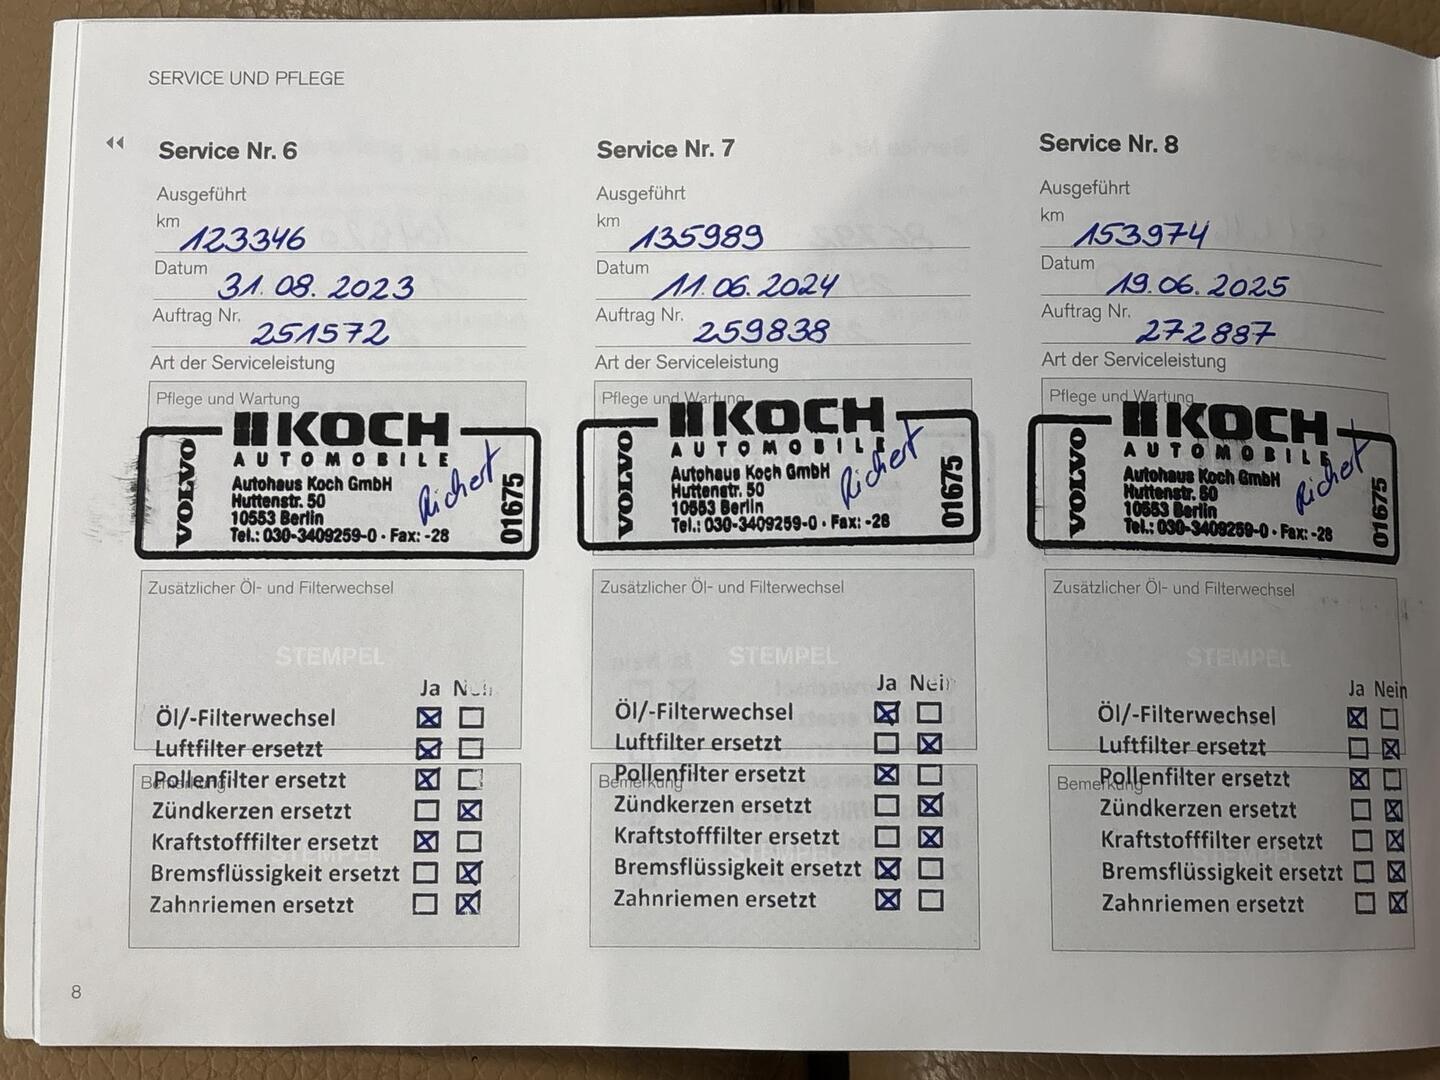 SERVICE UND PFLEGE
Service Nr. 6
Ausgeführt
km 123346
Datum 31.08.2023
Auftrag Nr. 251572
Art der Serviceleistung
Pflege und Wartung
KOCH
AUTOMOBILE
VOLVO
Autohaus Koch GmbH
Huttenstr. 50
10553 Berlin
Tel.: 030-3409259-0 · Fax: -28
01675
Richert
Zusätzlicher Öl- und Filterwechsel
STEMPEL
Ja Nein
Öl/-Filterwechsel
Luftfilter ersetzt
Bemerkung
Pollenfilter ersetzt
Zündkerzen ersetzt
Kraftstofffilter ersetzt
STEMPEL
Bremsflüssigkeit ersetzt
Zahnriemen ersetzt
Service Nr. 7
Ausgeführt
km 135989
Datum 11.06.2024
Auftrag Nr. 259838
Art der Serviceleistung
Pflege und Wartung
KOCH
AUTOMOBILE
VOLVO
Autohaus Koch GmbH
Huttenstr. 50
10553 Berlin
Tel.: 030-3409259-0 · Fax: -28
01675
Richert
Zusätzlicher Öl- und Filterwechsel
STEMPEL
Ja Nein
Öl/-Filterwechsel
Luftfilter ersetzt
Bemerkung
Pollenfilter ersetzt
Zündkerzen ersetzt
Kraftstofffilter ersetzt
STEMPEL
Bremsflüssigkeit ersetzt
Zahnriemen ersetzt
Service Nr. 8
Ausgeführt
km 153974
Datum 19.06.2025
Auftrag Nr. 272887
Art der Serviceleistung
Pflege und Wartung
KOCH
AUTOMOBILE
VOLVO
Autohaus Koch GmbH
Huttenstr. 50
10553 Berlin
Tel.: 030-3409259-0 · Fax: -28
01675
Richert
Zusätzlicher Öl- und Filterwechsel
STEMPEL
Ja Nein
Öl/-Filterwechsel
Luftfilter ersetzt
Bemerkung
Pollenfilter ersetzt
Zündkerzen ersetzt
Kraftstofffilter ersetzt
STEMPEL
Bremsflüssigkeit ersetzt
Zahnriemen ersetzt
8